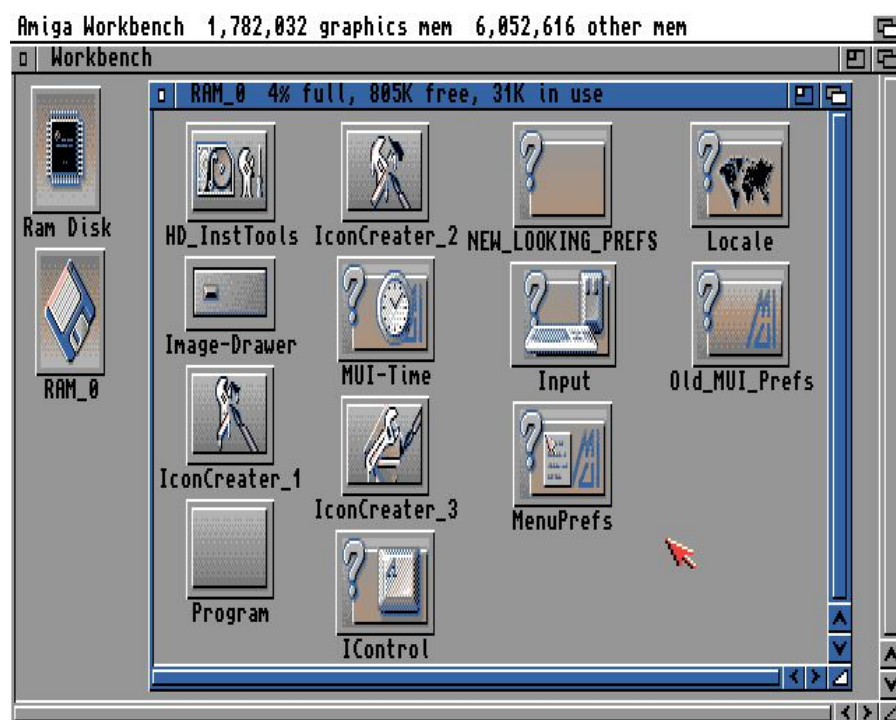 Amiga Workbench 1,782,032 graphics mem 6,052,616 other mem
Workbench
RAM_0 4% full, 805K free, 31K in use
Ram Disk
RAM_0
HD_InstTools
IconCreater_2
NEW_LOOKING_PREFS
Locale
Image-Drawer
MUI-Time
Input
Old_MUI_Prefs
IconCreater_1
IconCreater_3
MenuPrefs
Program
IControl